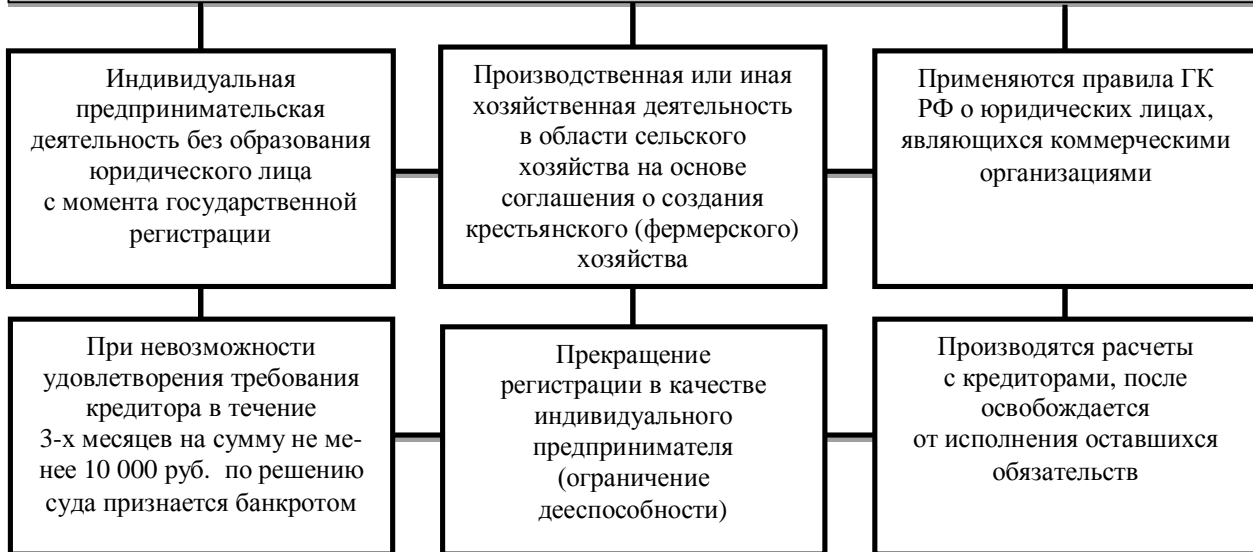 Индивидуальная
предпринимательская
деятельность без образования
юридического лица
с момента государственной
регистрации
Производственная или иная
хозяйственная деятельность
в области сельского
хозяйства на основе
соглашения о создания
крестьянского (фермерского)
хозяйства
Применяются правила ГК
РФ о юридических лицах,
являющихся коммерческими
организациями
При невозможности
удовлетворения требования
кредитора в течение
3-х месяцев на сумму не ме-
нее 10 000 руб. по решению
суда признается банкротом
Прекращение
регистрации в качестве
индивидуального
предпринимателя
(ограничение
дееспособности)
Производятся расчеты
с кредиторами, после
освобождается
от исполнения оставшихся
обязательств